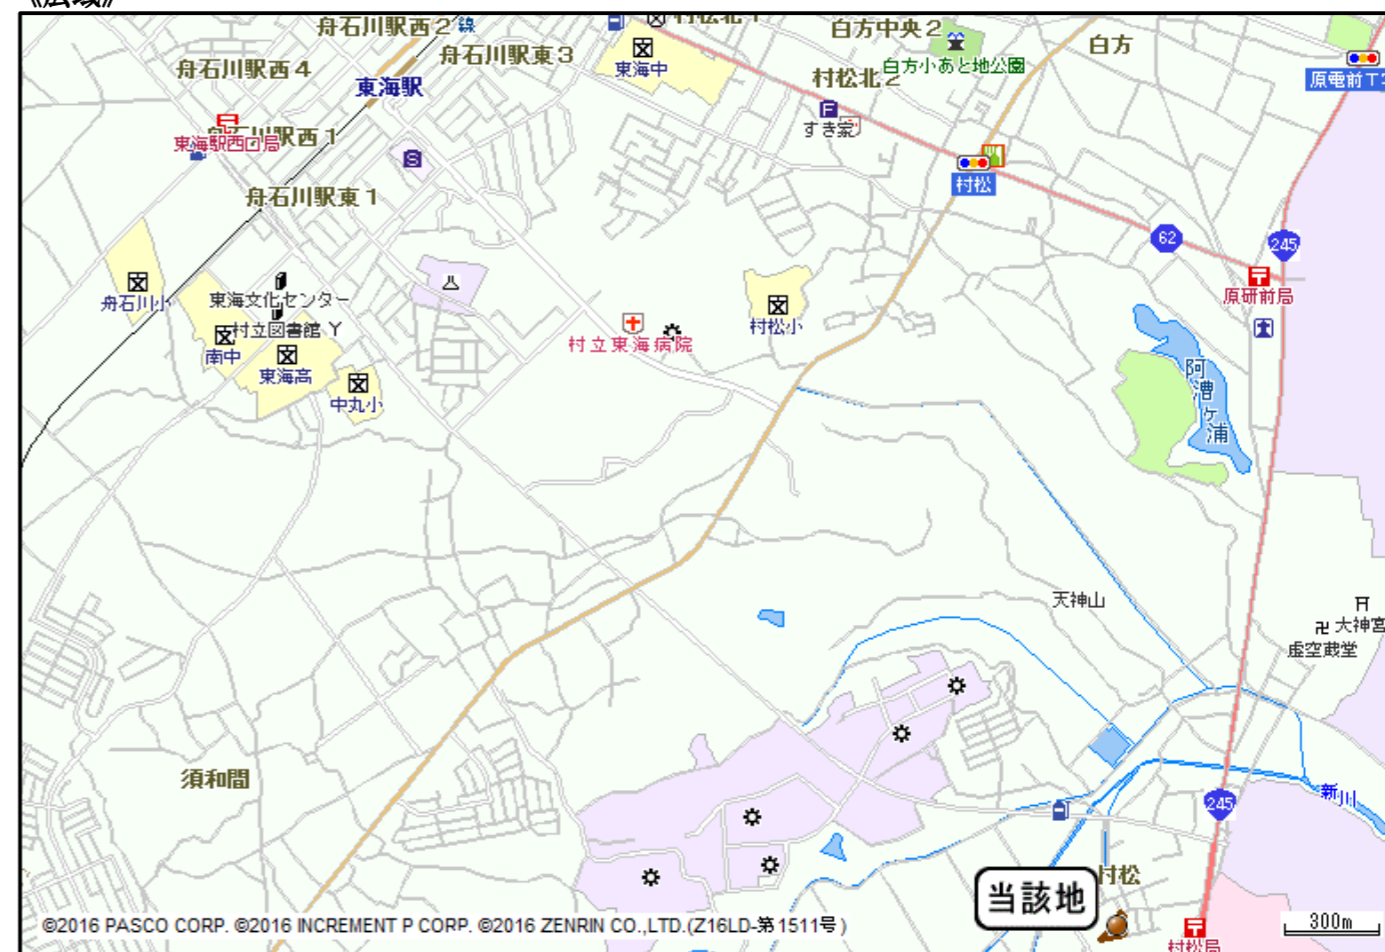 《広域》
舟石川駅西2
線
村松北1
白方中央2
白方
舟石川駅東3
舟石川駅西4
東海中
白方小あと地公園
村松北2
原電前T
東海駅
すき家
舟石川駅西1
東海駅西口局
村松
舟石川駅東1
62
245
原研前局
舟石川小
東海文化センター
村立図書館
南中
東海高
中丸小
村立東海病院
村松小
阿漕ヶ浦
天神山
大神宮
虚空蔵堂
須和間
新川
245
村松
当該地
300m
村松局
©2016 PASCO CORP. ©2016 INCREMENT P CORP. ©2016 ZENRIN CO.,LTD.(Z16LD-第1511号)